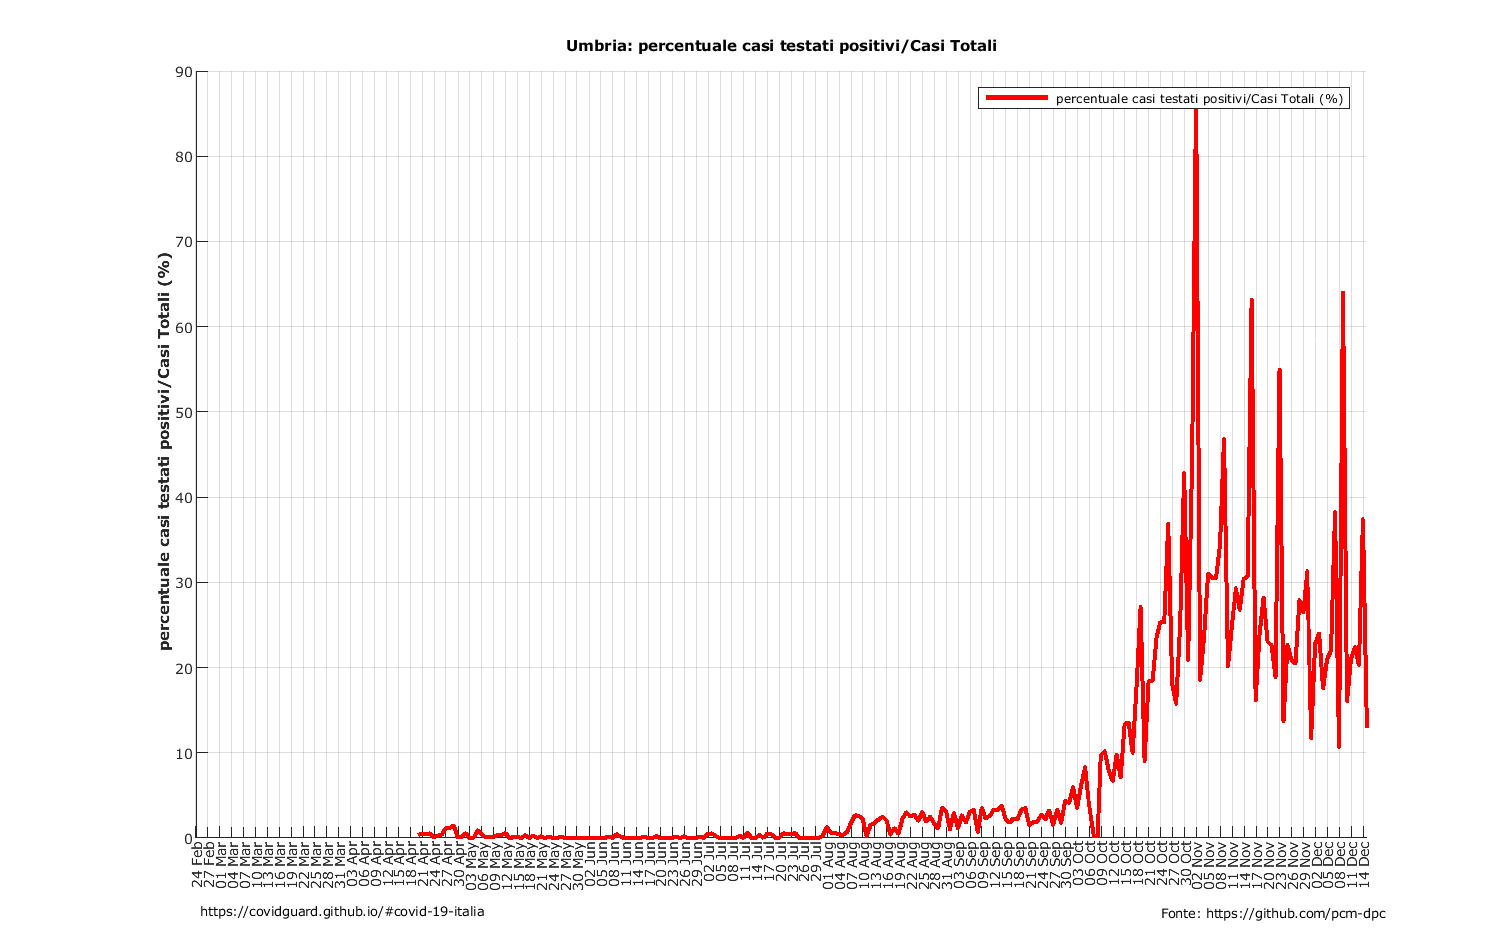 Umbria: percentuale casi testati positivi/Casi Totali
percentuale casi testati positivi/Casi Totali (%)
percentuale casi testati positivi/Casi Totali (%)
90
80
70
60
50
40
30
20
10
0
24 Feb
27 Feb
01 Mar
04 Mar
07 Mar
10 Mar
13 Mar
16 Mar
19 Mar
22 Mar
25 Mar
28 Mar
31 Mar
03 Apr
06 Apr
09 Apr
12 Apr
15 Apr
18 Apr
21 Apr
24 Apr
27 Apr
30 Apr
03 May
06 May
09 May
12 May
15 May
18 May
21 May
24 May
27 May
30 May
02 Jun
05 Jun
08 Jun
11 Jun
14 Jun
17 Jun
20 Jun
23 Jun
26 Jun
29 Jun
02 Jul
05 Jul
08 Jul
11 Jul
14 Jul
17 Jul
20 Jul
23 Jul
26 Jul
29 Jul
01 Aug
04 Aug
07 Aug
10 Aug
13 Aug
16 Aug
19 Aug
22 Aug
25 Aug
28 Aug
31 Aug
03 Sep
06 Sep
09 Sep
12 Sep
15 Sep
18 Sep
21 Sep
24 Sep
27 Sep
30 Sep
03 Oct
06 Oct
09 Oct
12 Oct
15 Oct
18 Oct
21 Oct
24 Oct
27 Oct
30 Oct
02 Nov
05 Nov
08 Nov
11 Nov
14 Nov
17 Nov
20 Nov
23 Nov
26 Nov
29 Nov
02 Dec
05 Dec
08 Dec
11 Dec
14 Dec
https://covidguard.github.io/#covid-19-italia
Fonte: https://github.com/pcm-dpc